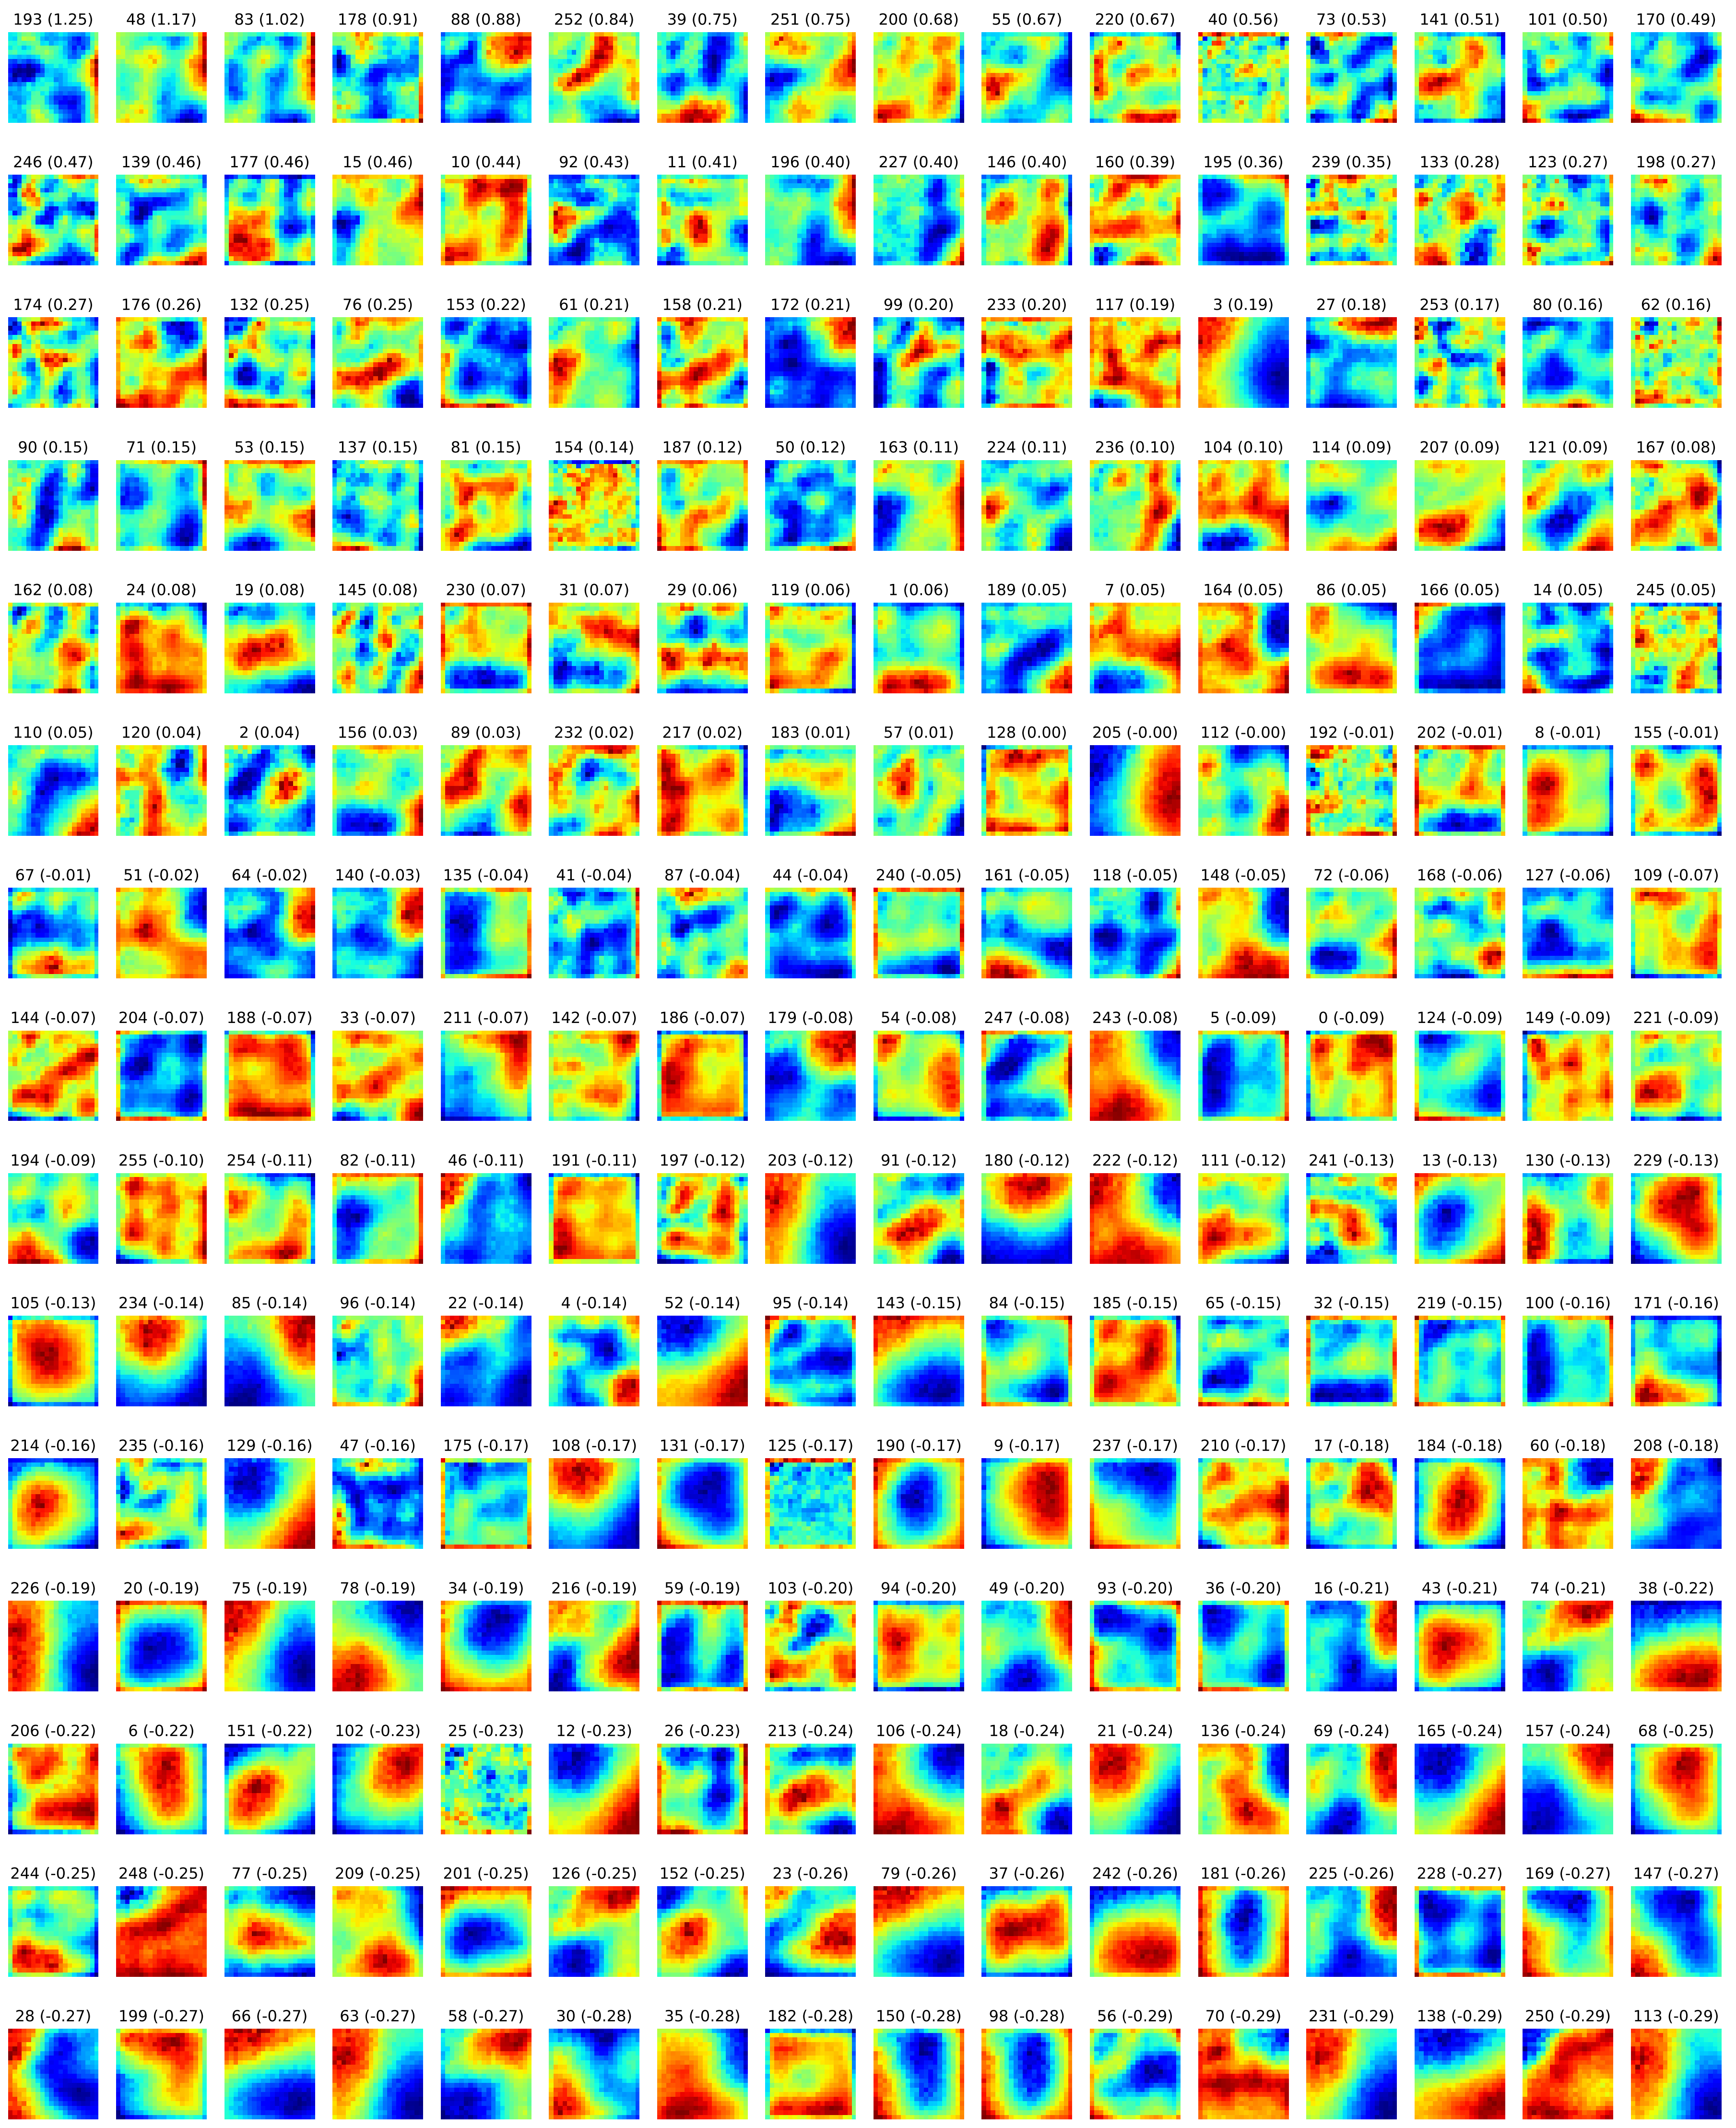 193 (1.25) 48 (1.17) 83 (1.02) 178 (0.91) 88 (0.88) 252 (0.84) 39 (0.75) 251 (0.75) 200 (0.68) 55 (0.67) 220 (0.67) 40 (0.56) 73 (0.53) 141 (0.51) 101 (0.50) 170 (0.49)
246 (0.47) 139 (0.46) 177 (0.46) 15 (0.46) 10 (0.44) 92 (0.43) 11 (0.41) 196 (0.40) 227 (0.40) 146 (0.40) 160 (0.39) 195 (0.36) 239 (0.35) 133 (0.28) 123 (0.27) 198 (0.27)
174 (0.27) 176 (0.26) 132 (0.25) 76 (0.25) 153 (0.22) 61 (0.21) 158 (0.21) 172 (0.21) 99 (0.20) 233 (0.20) 117 (0.19) 3 (0.19) 27 (0.18) 253 (0.17) 80 (0.16) 62 (0.16)
90 (0.15) 71 (0.15) 53 (0.15) 137 (0.15) 81 (0.15) 154 (0.14) 187 (0.12) 50 (0.12) 163 (0.11) 224 (0.11) 236 (0.10) 104 (0.10) 114 (0.09) 207 (0.09) 121 (0.09) 167 (0.08)
162 (0.08) 24 (0.08) 19 (0.08) 145 (0.08) 230 (0.07) 31 (0.07) 29 (0.06) 119 (0.06) 1 (0.06) 189 (0.05) 7 (0.05) 164 (0.05) 86 (0.05) 166 (0.05) 14 (0.05) 245 (0.05)
110 (0.05) 120 (0.04) 2 (0.04) 156 (0.03) 89 (0.03) 232 (0.02) 217 (0.02) 183 (0.01) 57 (0.01) 128 (0.00) 205 (-0.00) 112 (-0.00) 192 (-0.01) 202 (-0.01) 8 (-0.01) 155 (-0.01)
67 (-0.01) 51 (-0.02) 64 (-0.02) 140 (-0.03) 135 (-0.04) 41 (-0.04) 87 (-0.04) 44 (-0.04) 240 (-0.05) 161 (-0.05) 118 (-0.05) 148 (-0.05) 72 (-0.06) 168 (-0.06) 127 (-0.06) 109 (-0.07)
144 (-0.07) 204 (-0.07) 188 (-0.07) 33 (-0.07) 211 (-0.07) 142 (-0.07) 186 (-0.07) 179 (-0.08) 54 (-0.08) 247 (-0.08) 243 (-0.08) 5 (-0.09) 0 (-0.09) 124 (-0.09) 149 (-0.09) 221 (-0.09)
194 (-0.09) 255 (-0.10) 254 (-0.11) 82 (-0.11) 46 (-0.11) 191 (-0.11) 197 (-0.12) 203 (-0.12) 91 (-0.12) 180 (-0.12) 222 (-0.12) 111 (-0.12) 241 (-0.13) 13 (-0.13) 130 (-0.13) 229 (-0.13)
105 (-0.13) 234 (-0.14) 85 (-0.14) 96 (-0.14) 22 (-0.14) 4 (-0.14) 52 (-0.14) 95 (-0.14) 143 (-0.15) 84 (-0.15) 185 (-0.15) 65 (-0.15) 32 (-0.15) 219 (-0.15) 100 (-0.16) 171 (-0.16)
214 (-0.16) 235 (-0.16) 129 (-0.16) 47 (-0.16) 175 (-0.17) 108 (-0.17) 131 (-0.17) 125 (-0.17) 190 (-0.17) 9 (-0.17) 237 (-0.17) 210 (-0.17) 17 (-0.18) 184 (-0.18) 60 (-0.18) 208 (-0.18)
226 (-0.19) 20 (-0.19) 75 (-0.19) 78 (-0.19) 34 (-0.19) 216 (-0.19) 59 (-0.19) 103 (-0.20) 94 (-0.20) 49 (-0.20) 93 (-0.20) 36 (-0.20) 16 (-0.21) 43 (-0.21) 74 (-0.21) 38 (-0.22)
206 (-0.22) 6 (-0.22) 151 (-0.22) 102 (-0.23) 25 (-0.23) 12 (-0.23) 26 (-0.23) 213 (-0.24) 106 (-0.24) 18 (-0.24) 21 (-0.24) 136 (-0.24) 69 (-0.24) 165 (-0.24) 157 (-0.24) 68 (-0.25)
244 (-0.25) 248 (-0.25) 77 (-0.25) 209 (-0.25) 201 (-0.25) 126 (-0.25) 152 (-0.25) 23 (-0.26) 79 (-0.26) 37 (-0.26) 242 (-0.26) 181 (-0.26) 225 (-0.26) 228 (-0.27) 169 (-0.27) 147 (-0.27)
28 (-0.27) 199 (-0.27) 66 (-0.27) 63 (-0.27) 58 (-0.27) 30 (-0.28) 35 (-0.28) 182 (-0.28) 150 (-0.28) 98 (-0.28) 56 (-0.29) 70 (-0.29) 231 (-0.29) 138 (-0.29) 250 (-0.29) 113 (-0.29)